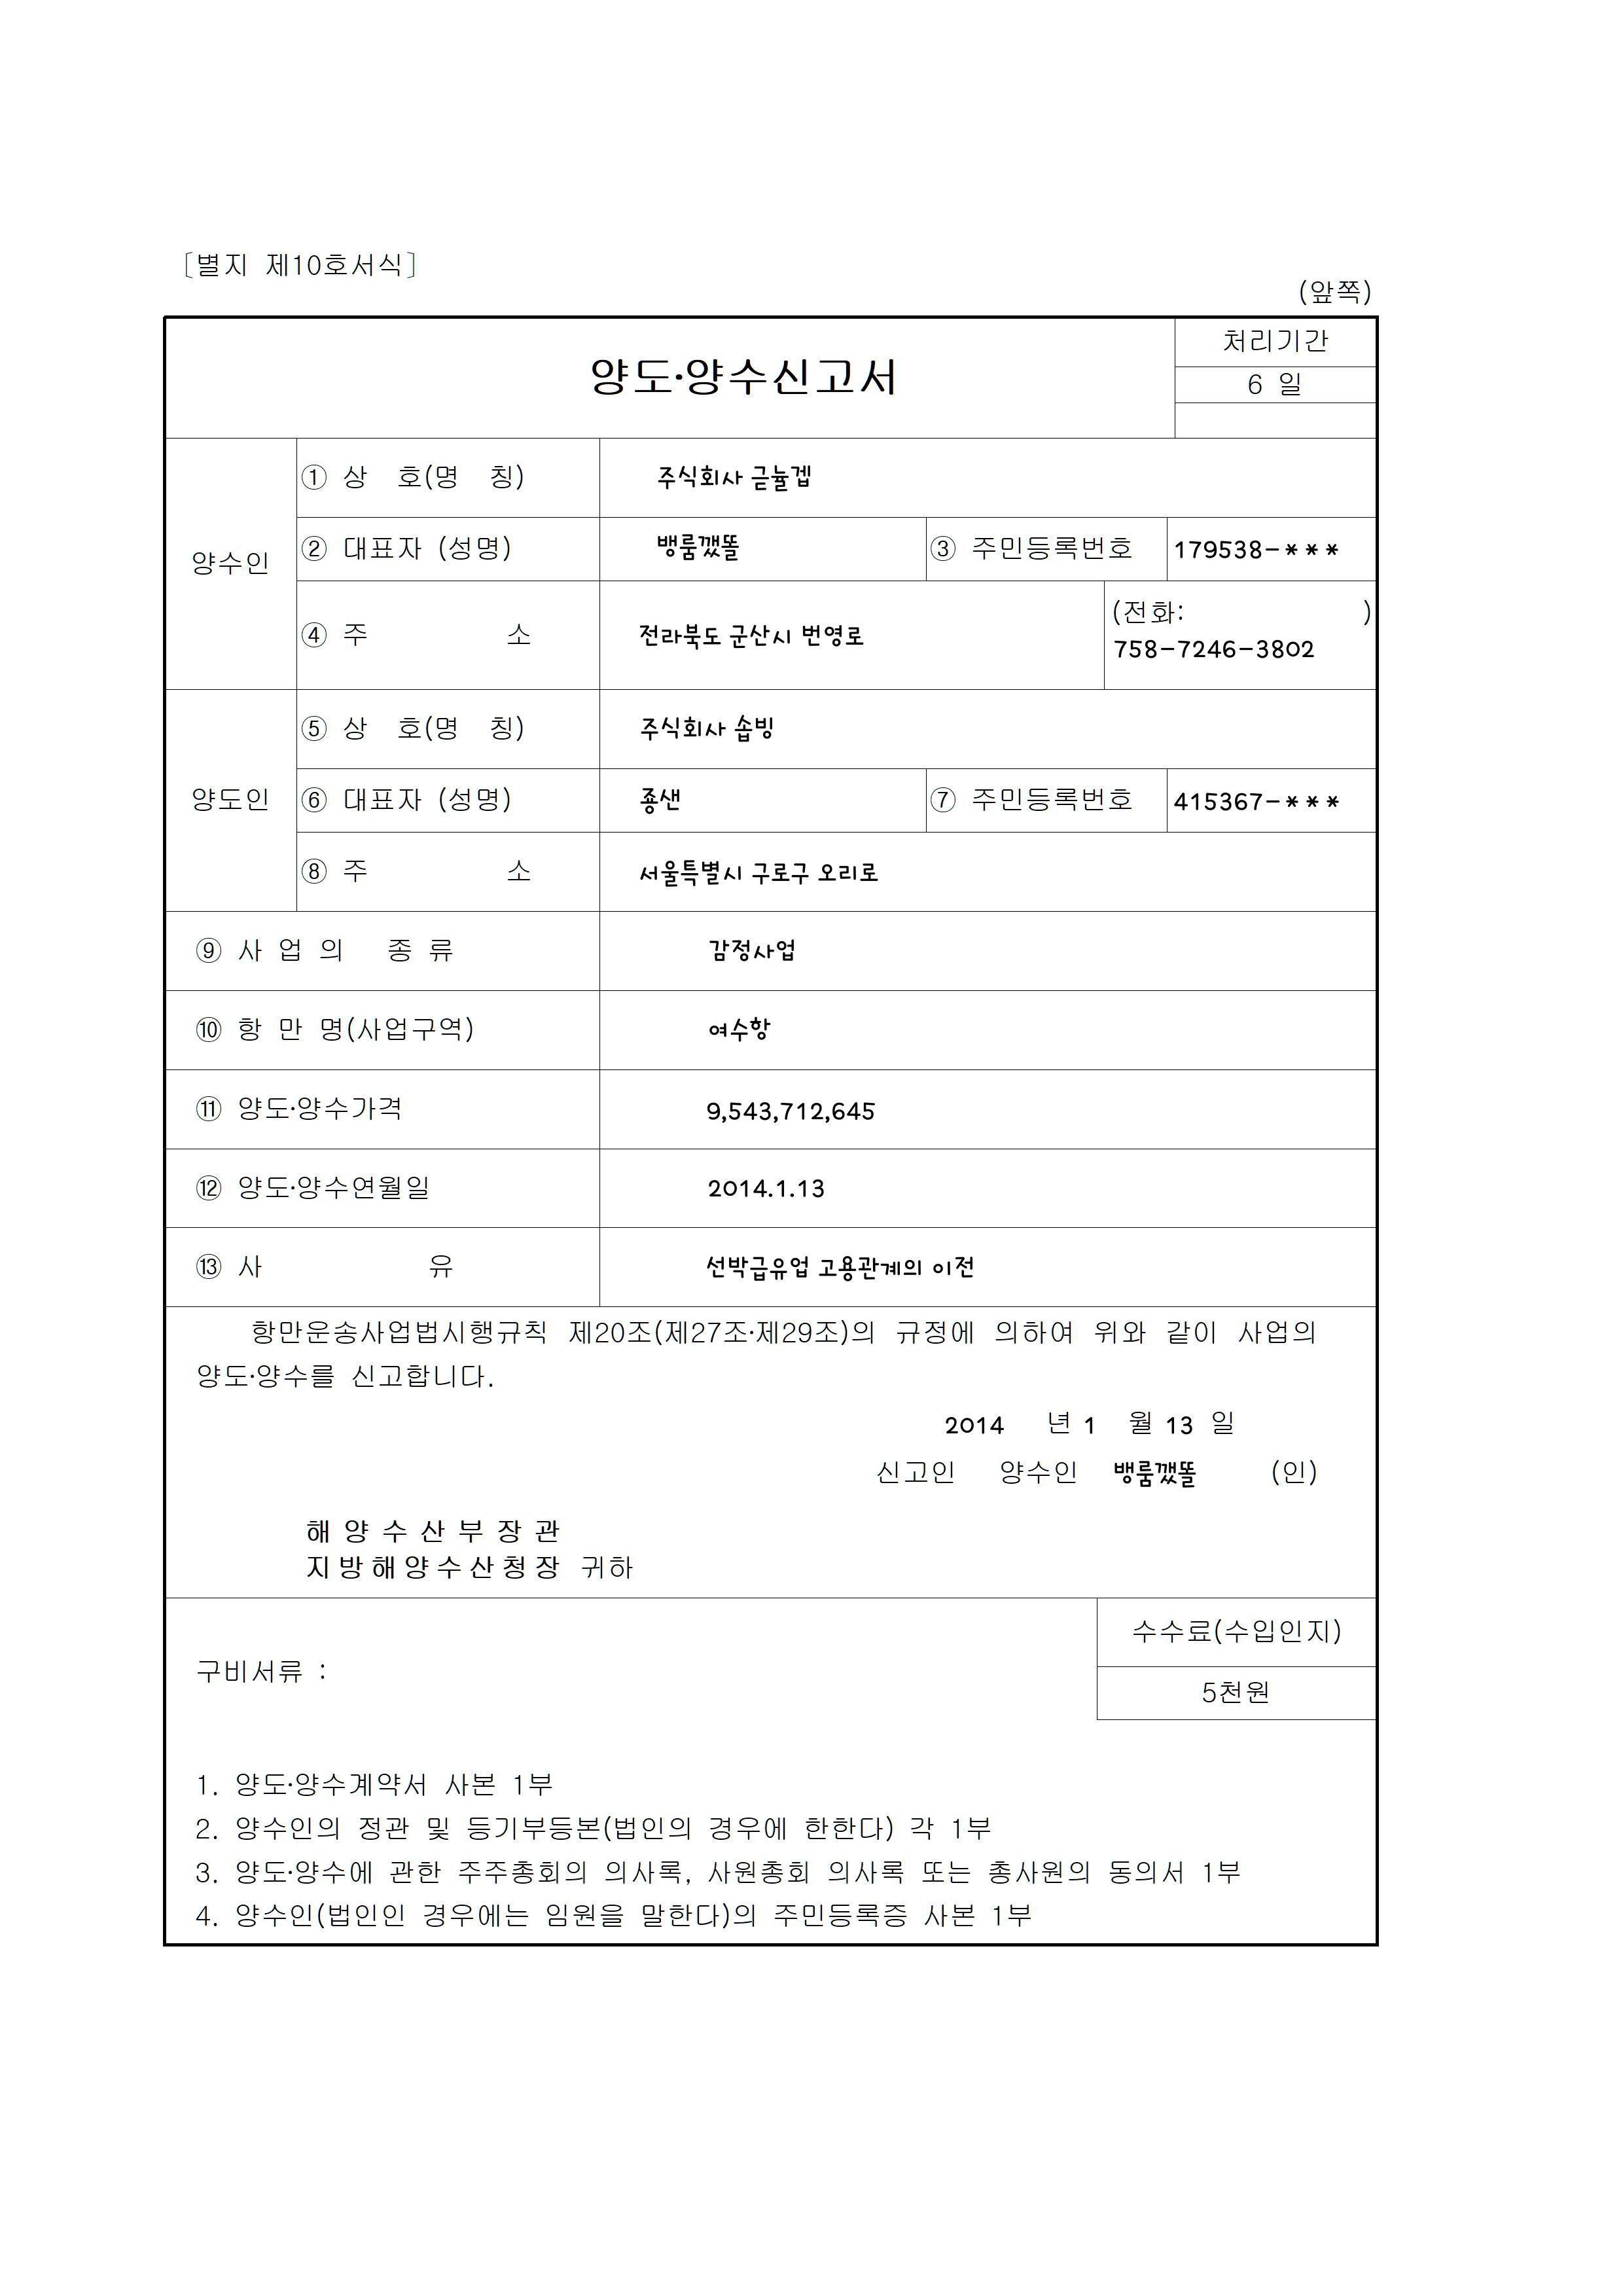 [별지 제10호서식]
(앞쪽)
양도·양수신고서
처리기간
6 일
양수인
① 상 호(명 칭) 주식회사 귿뉼겝
② 대표자 (성명) 뱅룸깼똘 ③ 주민등록번호 179538-***
④ 주 소 전라북도 군산시 번영로 (전화: )
758-7246-3802
양도인
⑤ 상 호(명 칭) 주식회사 솝빙
⑥ 대표자 (성명) 죵샌 ⑦ 주민등록번호 415367-***
⑧ 주 소 서울특별시 구로구 오리로
⑨ 사 업 의 종 류 감정사업
⑩ 항 만 명(사업구역) 여수항
⑪ 양도·양수가격 9,543,712,645
⑫ 양도·양수연월일 2014.1.13
⑬ 사 유 선박급유업 고용관계의 이전
항만운송사업법시행규칙 제20조(제27조·제29조)의 규정에 의하여 위와 같이 사업의
양도·양수를 신고합니다.
2014 년 1 월 13 일
신고인 양수인 뱅룸깼똘 (인)
해 양 수 산 부 장 관
지 방 해 양 수 산 청 장 귀하
구비서류 :
수수료(수입인지)
5천원
1. 양도·양수계약서 사본 1부
2. 양수인의 정관 및 등기부등본(법인의 경우에 한한다) 각 1부
3. 양도·양수에 관한 주주총회의 의사록, 사원총회 의사록 또는 총사원의 동의서 1부
4. 양수인(법인인 경우에는 임원을 말한다)의 주민등록증 사본 1부